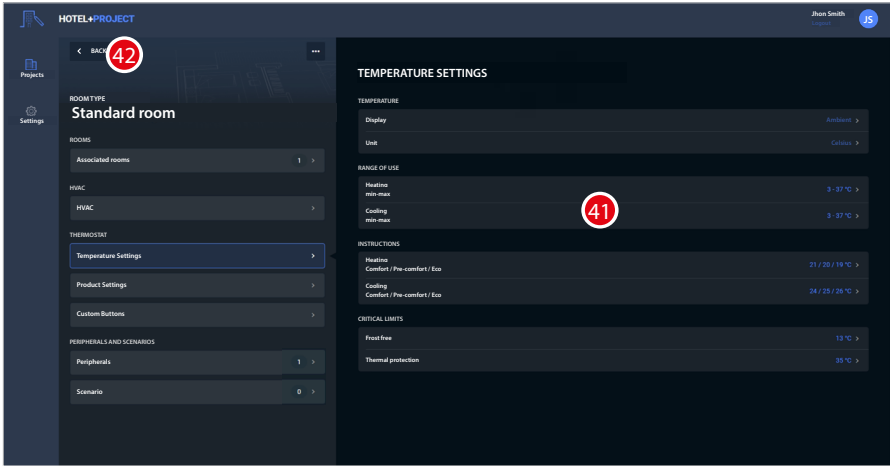 HOTEL+PROJECT
Jhon Smith
Logout
JS
Projects
Settings
BACK
42
ROOM TYPE
Standard room
ROOMS
Associated rooms 1
HVAC
HVAC
THERMOSTAT
Temperature Settings
Product Settings
Custom Buttons
PERIPHERALS AND SCENARIOS
Peripherals 1
Scenario 0
TEMPERATURE SETTINGS
TEMPERATURE
Display Ambient
Unit Celsius
RANGE OF USE
Heatino
min-max 3 - 37 °C
41
Cooling
min-max 3 - 37 °C
INSTRUCTIONS
Heatino
Comfort / Pre-comfort / Eco 21 / 20 / 19 °C
Cooling
Comfort / Pre-comfort / Eco 24 / 25 / 26 °C
CRITICAL LIMITS
Frost free 13 °C
Thermal protection 35 °C